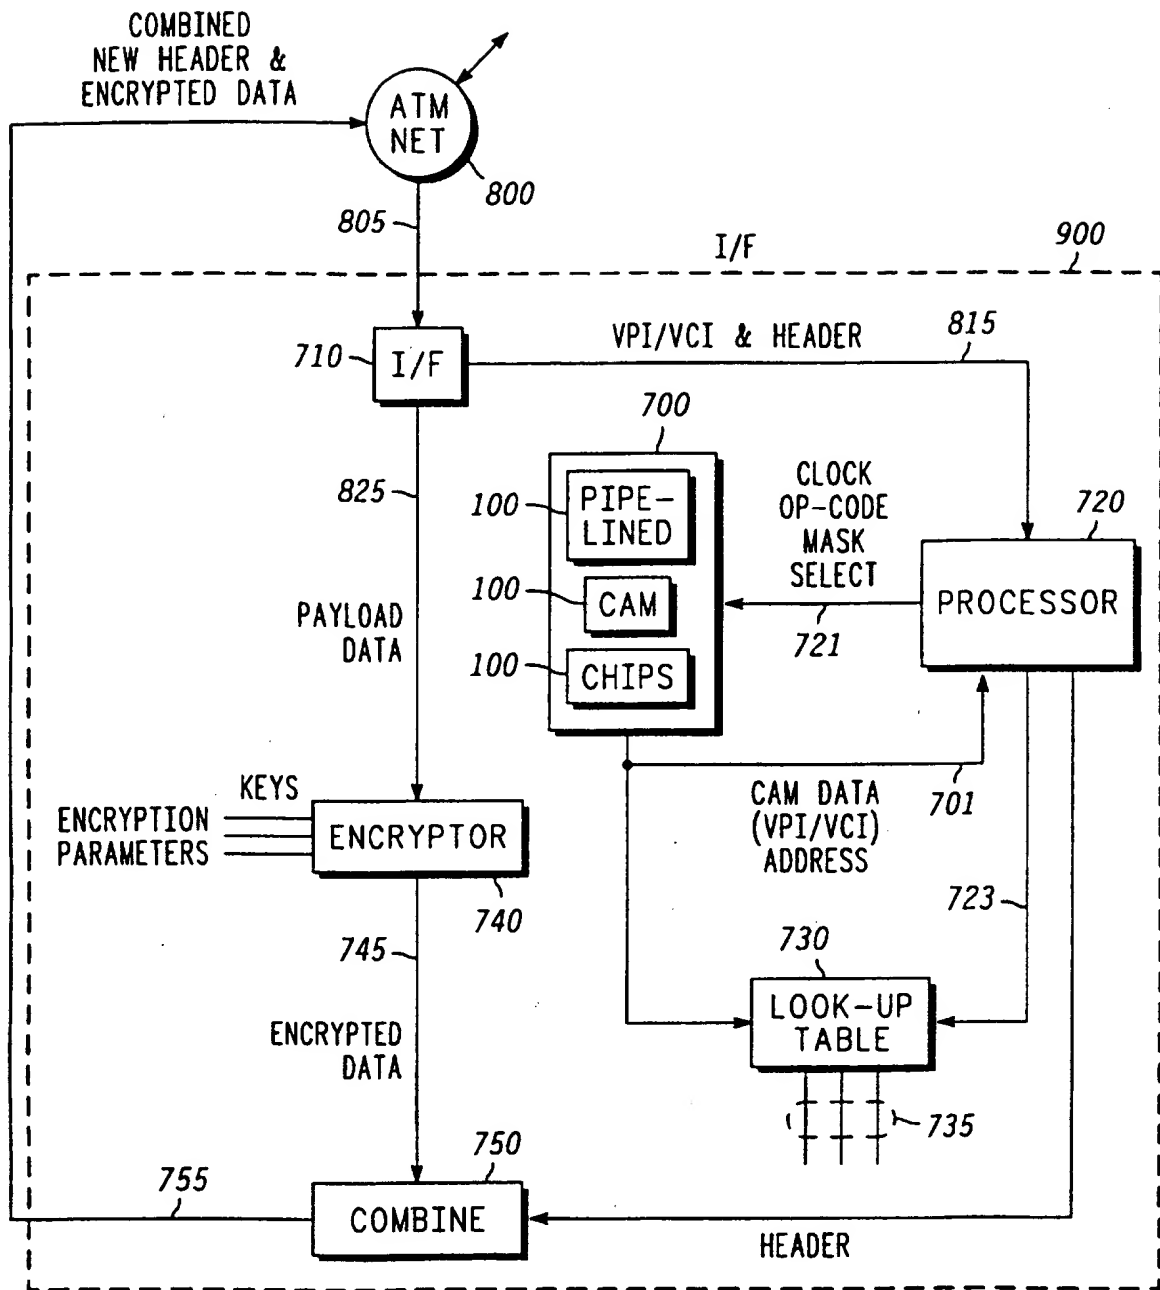 COMBINED
NEW HEADER &
ENCRYPTED DATA
ATM
NET
800
805
I/F
900
710
I/F
VPI/VCI & HEADER
815
700
825
100
PIPE-
LINED
CLOCK
OP-CODE
MASK
SELECT
720
100
CAM
PROCESSOR
721
PAYLOAD
DATA
100
CHIPS
KEYS
ENCRYPTION
PARAMETERS
ENCRYPTOR
740
CAM DATA
(VPI/VCI)
ADDRESS
701
723
745
730
LOOK-UP
TABLE
ENCRYPTED
DATA
735
750
755
COMBINE
HEADER